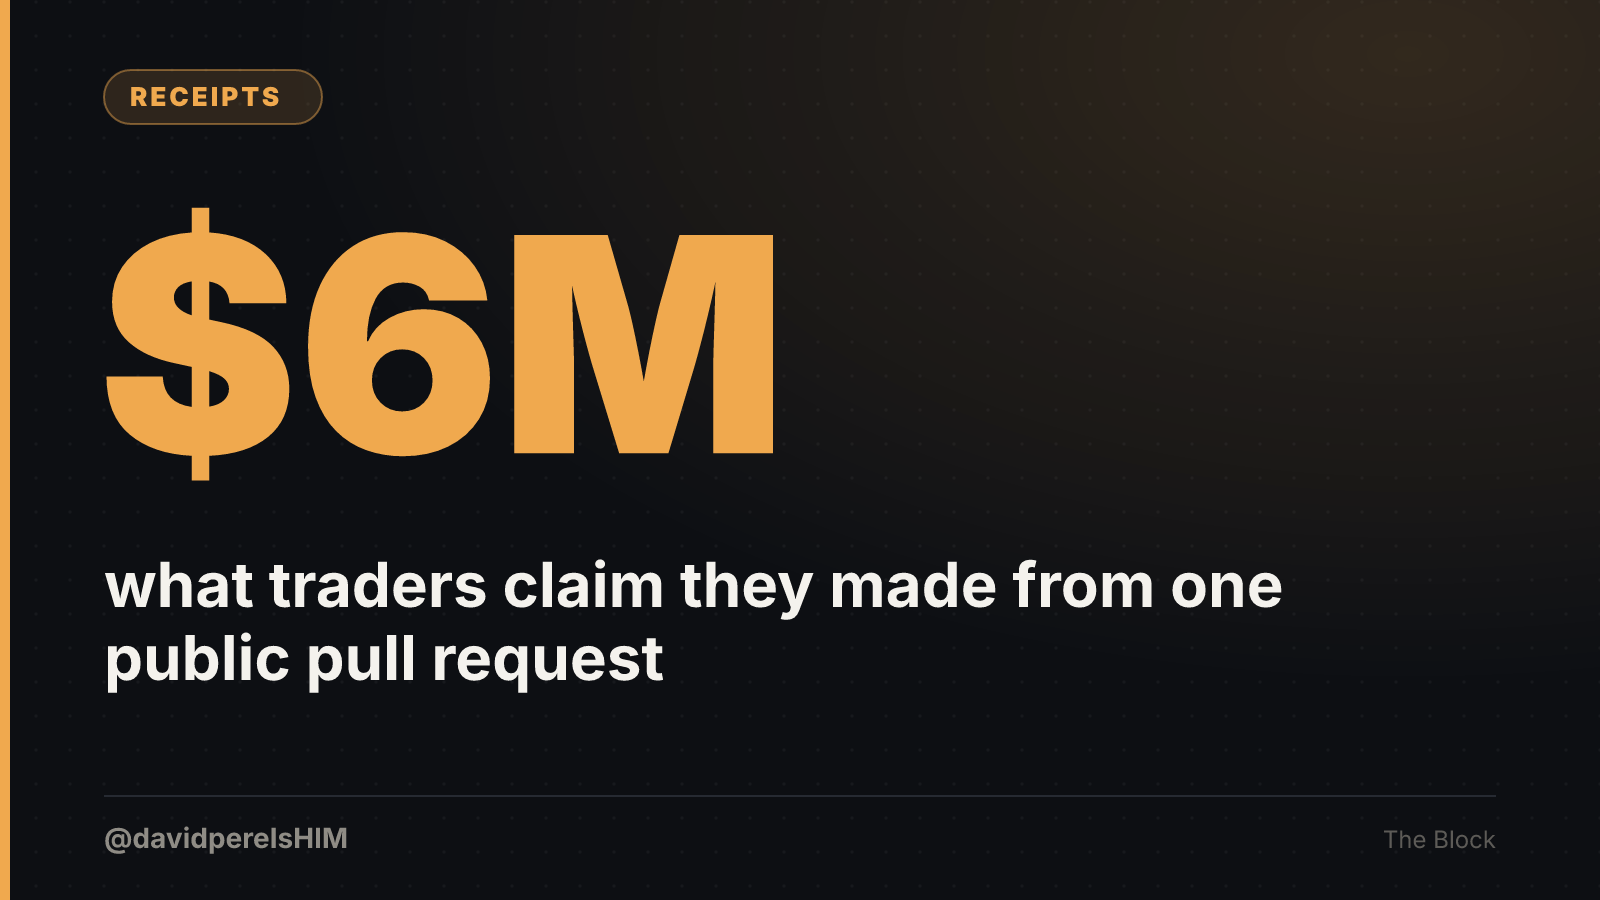 RECEIPTS
$6M
what traders claim they made from one
public pull request
@davidperelsHIM
The Block